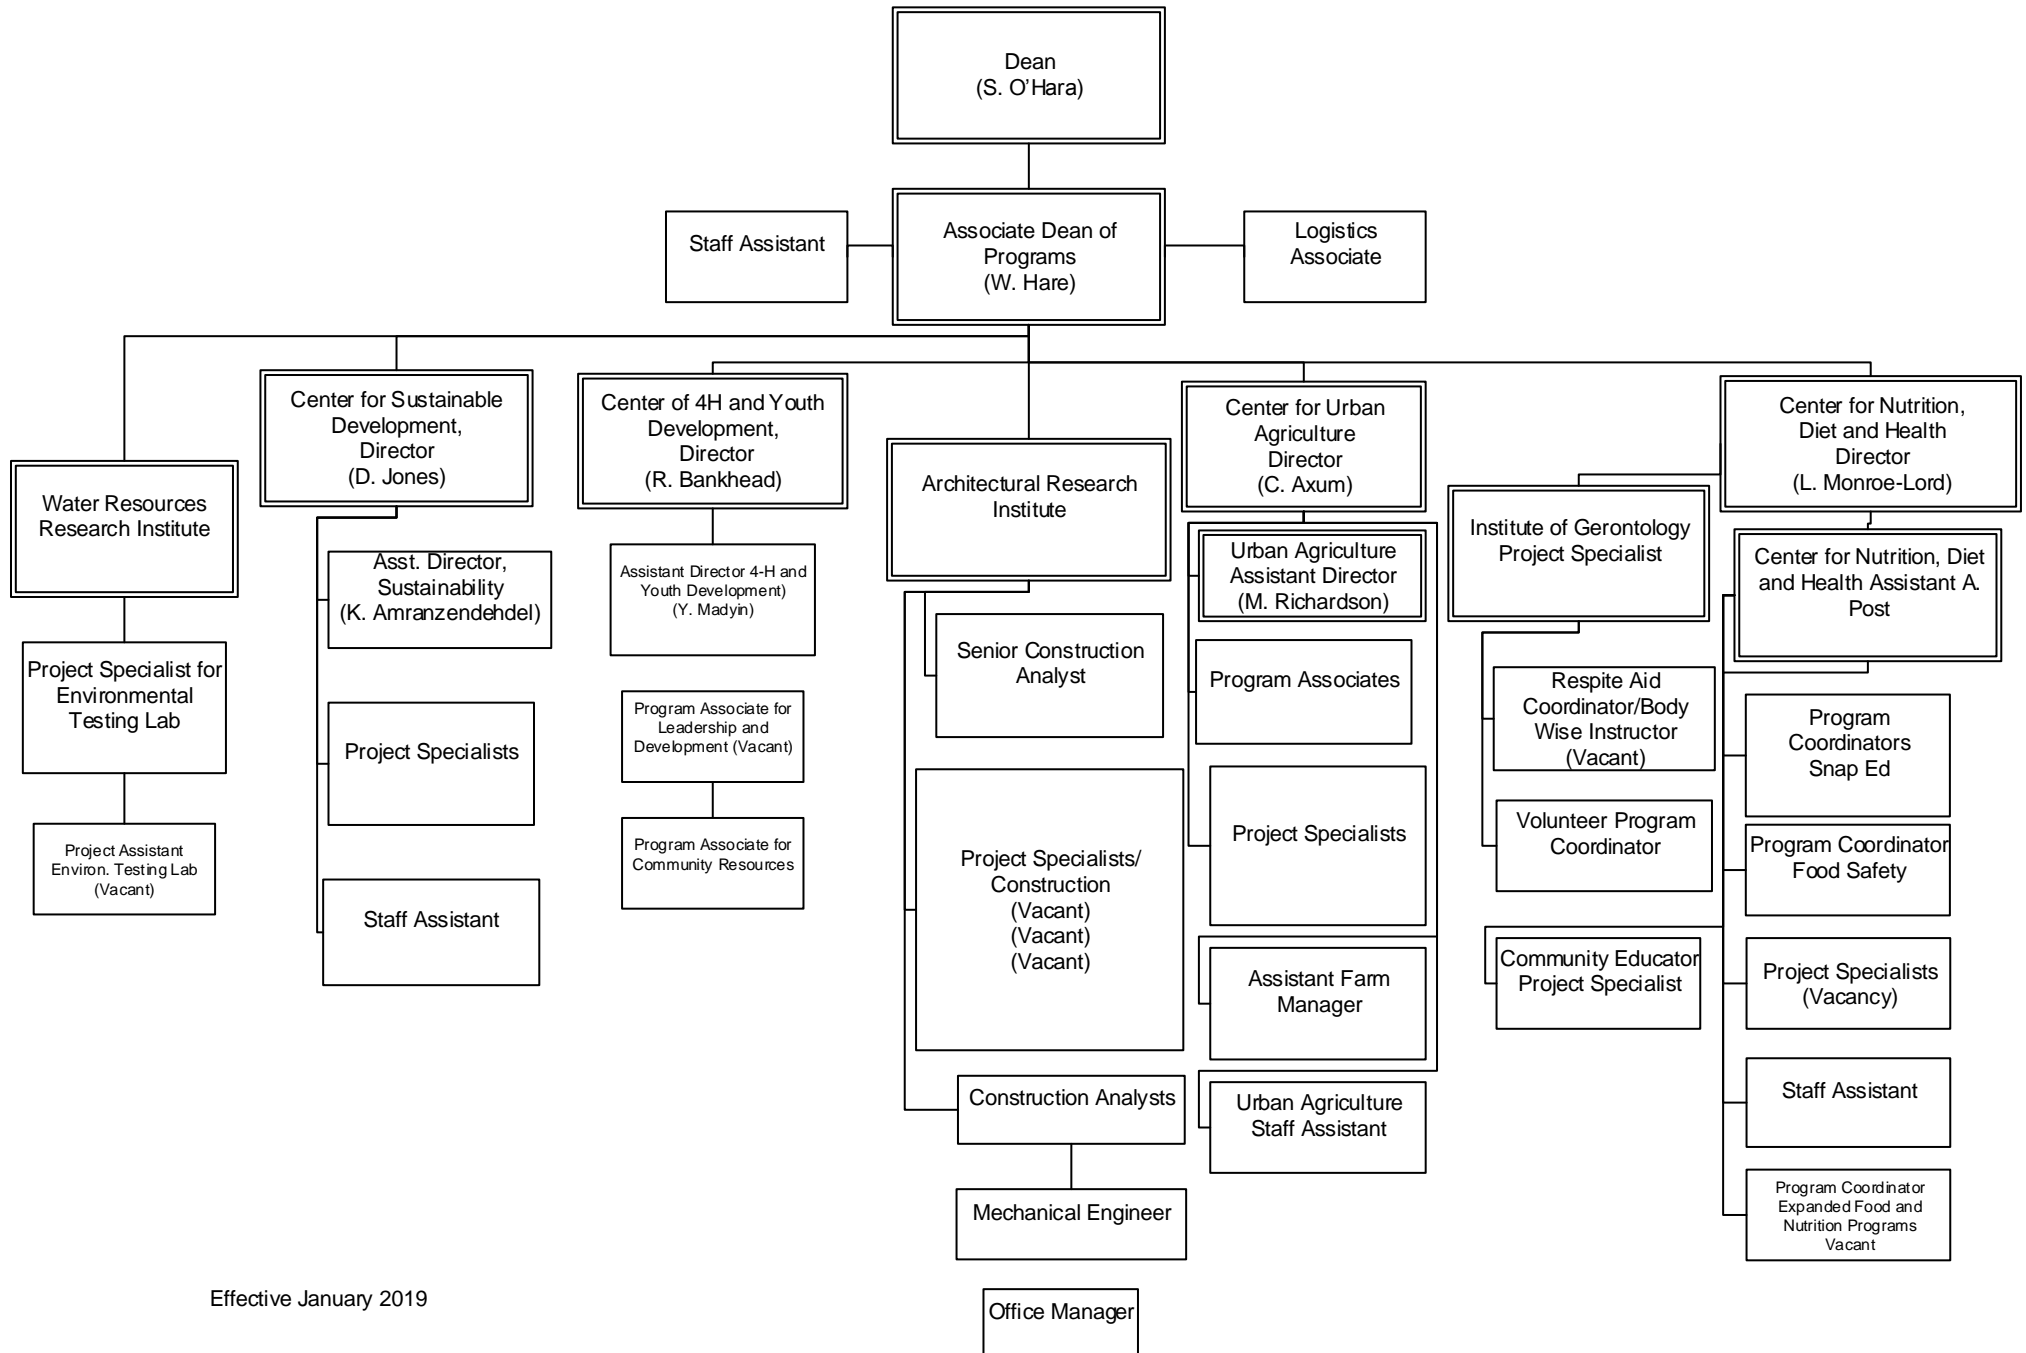 Dean
(S. O’Hara)
Staff Assistant
Associate Dean of
Programs
(W. Hare)
Logistics
Associate
Water Resources
Research Institute
Project Specialist for
Environmental
Testing Lab
Project Assistant
Environ. Testing Lab
(Vacant)
Center for Sustainable
Development,
Director
(D. Jones)
Asst. Director,
Sustainability
(K. Amranzendehdel)
Project Specialists
Staff Assistant
Center of 4H and Youth
Development,
Director
(R. Bankhead)
Assistant Director 4-H and
Youth Development)
(Y. Madyin)
Program Associate for
Leadership and
Development (Vacant)
Program Associate for
Community Resources
Architectural Research
Institute
Senior Construction
Analyst
Project Specialists/
Construction
(Vacant)
(Vacant)
(Vacant)
Construction Analysts
Mechanical Engineer
Office Manager
Center for Urban
Agriculture
Director
(C. Axum)
Urban Agriculture
Assistant Director
(M. Richardson)
Program Associates
Project Specialists
Assistant Farm
Manager
Urban Agriculture
Staff Assistant
Center for Nutrition,
Diet and Health
Director
(L. Monroe-Lord)
Institute of Gerontology
Project Specialist
Respite Aid
Coordinator/Body
Wise Instructor
(Vacant)
Volunteer Program
Coordinator
Community Educator
Project Specialist
Center for Nutrition, Diet
and Health Assistant A.
Post
Program
Coordinators
Snap Ed
Program Coordinator
Food Safety
Project Specialists
(Vacancy)
Staff Assistant
Program Coordinator
Expanded Food and
Nutrition Programs
Vacant
Effective January 2019